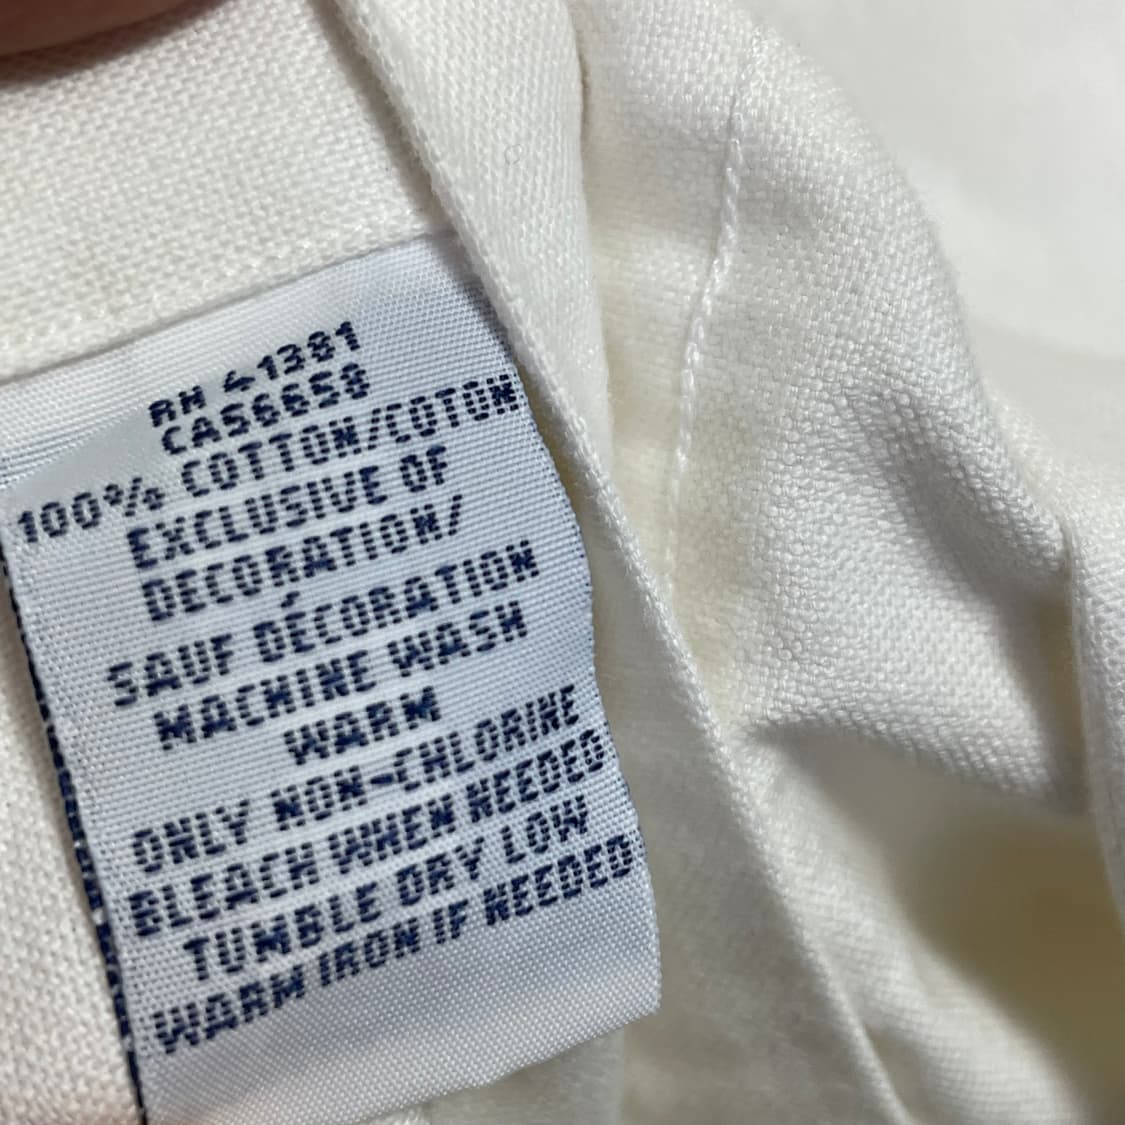 RN 41381
CA56658
100% COTTON/COTON
EXCLUSIVE OF
DECORATION/
SAUF DÉCORATION
MACHINE WASH
WARM
ONLY NON-CHLORINE
BLEACH WHEN NEEDED
TUMBLE DRY LOW
WARM IRON IF NEEDED